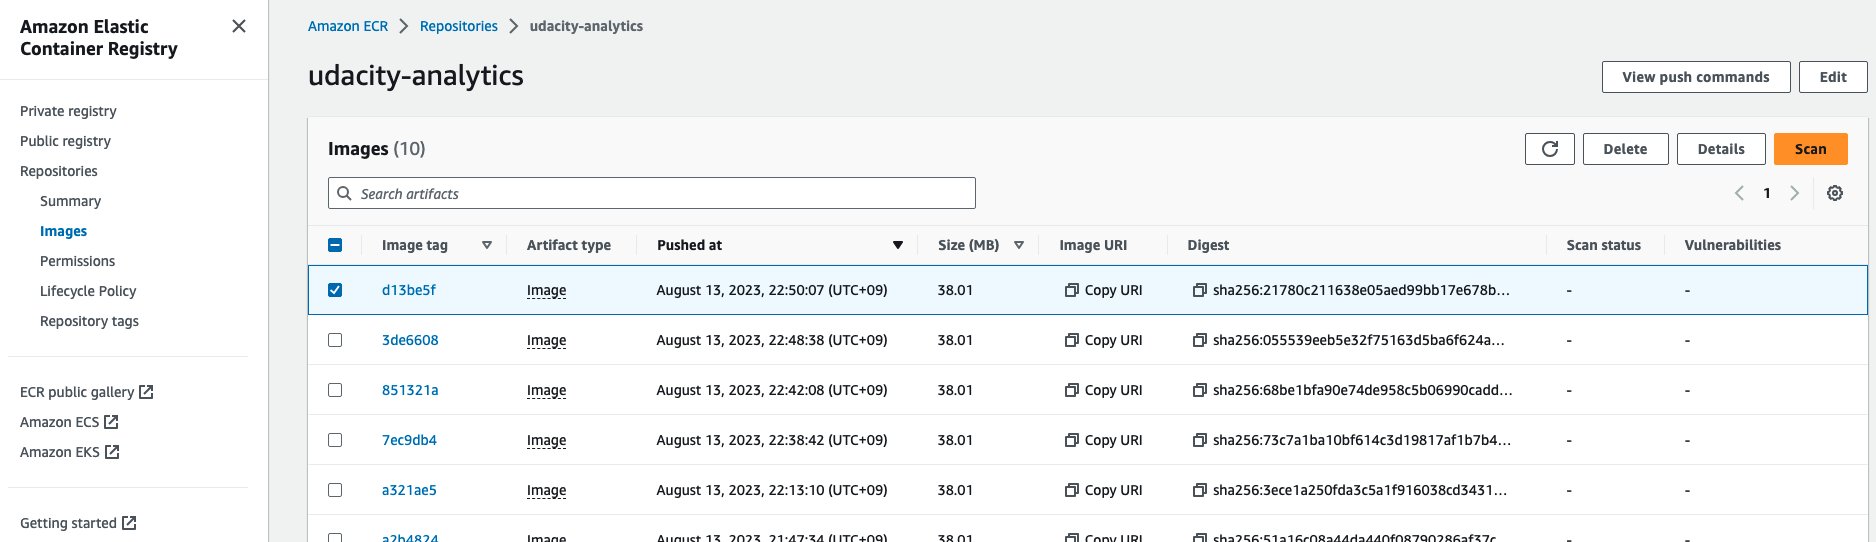 Amazon Elastic
Container Registry
Private registry
Public registry
Repositories
Summary
Images
Permissions
Lifecycle Policy
Repository tags
ECR public gallery
Amazon ECS
Amazon EKS
Getting started
Amazon ECR > Repositories > udacity-analytics
udacity-analytics
View push commands Edit
Images (10)
Delete Details Scan
Search artifacts
1
Image tag Artifact type Pushed at Size (MB) Image URI Digest Scan status Vulnerabilities
d13be5f Image August 13, 2023, 22:50:07 (UTC+09) 38.01 Copy URI sha256:21780c211638e05aed99bb17e678b... - -
3de6608 Image August 13, 2023, 22:48:38 (UTC+09) 38.01 Copy URI sha256:055539eeb5e32f75163d5ba6f624a... - -
851321a Image August 13, 2023, 22:42:08 (UTC+09) 38.01 Copy URI sha256:68be1bfa90e74de958c5b06990cadd... - -
7ec9db4 Image August 13, 2023, 22:38:42 (UTC+09) 38.01 Copy URI sha256:73c7a1ba10bf614c3d19817af1b7b4... - -
a321ae5 Image August 13, 2023, 22:13:10 (UTC+09) 38.01 Copy URI sha256:3ece1a250fda3c5a1f916038cd3431... - -
a2b4824 Image August 13, 2023, 21:47:34 (UTC+09) 38.01 Copy URI sha256:51a16c08a44da440f08790286af37c...